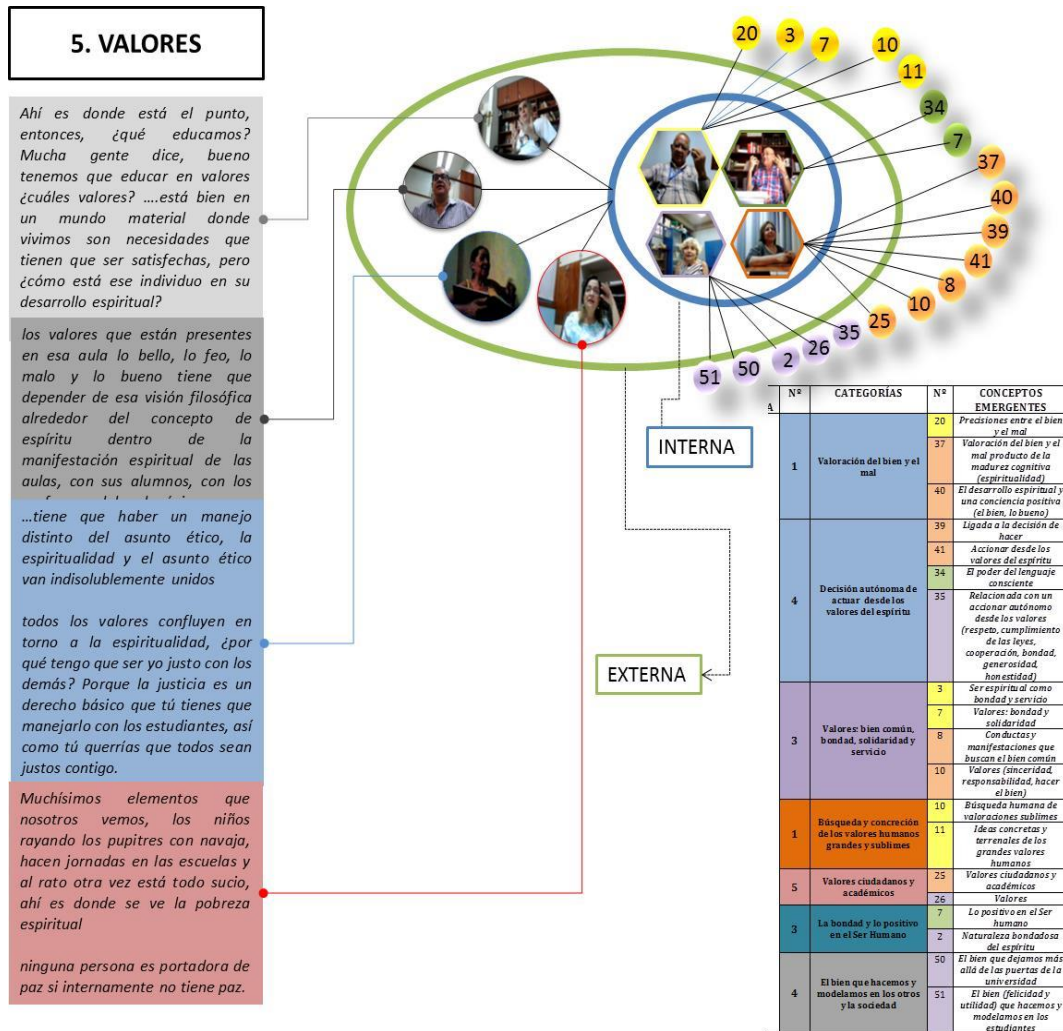 5. VALORES
Ahí es donde está el punto,
entonces, ¿qué educamos?
Mucha gente dice, bueno
tenemos que educar en valores
¿cuáles valores? ....está bien en
un mundo material donde
vivimos son necesidades que
tienen que ser satisfechas, pero
¿cómo está ese individuo en su
desarrollo espiritual?
los valores que están presentes
en esa aula lo bello, lo feo, lo
malo y lo bueno tiene que
depender de esa visión filosófica
alrededor del concepto de
espíritu dentro de la
manifestación espiritual de las
aulas, con sus alumnos, con los
...tiene que haber un manejo
distinto del asunto ético, la
espiritualidad y el asunto ético
van indisolublemente unidos
todos los valores confluyen en
torno a la espiritualidad, ¿por
qué tengo que ser yo justo con los
demás? Porque la justicia es un
derecho básico que tú tienes que
manejarlo con los estudiantes, así
como tú querrías que todos sean
justos contigo.
Muchísimos elementos que
nosotros vemos, los niños
rayando los pupitres con navaja,
hacen jornadas en las escuelas y
al rato otra vez está todo sucio,
ahí es donde se ve la pobreza
espiritual
ninguna persona es portadora de
paz si internamente no tiene paz.
20
3
7
10
11
34
7
37
40
39
41
8
10
25
35
26
2
50
51
INTERNA
EXTERNA
A Nº CATEGORÍAS Nº CONCEPTOS
EMERGENTES
1 Valoración del bien y el
mal
20 Precisiones entre el bien
y el mal
37 Valoración del bien y el
mal producto de la
madurez cognitiva
(espiritualidad)
40 El desarrollo espiritual y
una conciencia positiva
(el bien, lo bueno)
4 Decisión autónoma de
actuar desde los
valores del espíritu
39 Ligada a la decisión de
hacer
41 Accionar desde los
valores del espíritu
34 El poder del lenguaje
consciente
35 Relacionada con un
accionar autónomo
desde los valores
(respeto, cumplimiento
de las leyes,
cooperación, bondad,
generosidad,
honestidad)
3 Valores: bien común,
bondad, solidaridad y
servicio
3 Ser espiritual como
bondad y servicio
7 Valores: bondad y
solidaridad
8 Conductas y
manifestaciones que
buscan el bien común
10 Valores (sinceridad,
responsabilidad, hacer
el bien)
1 Búsqueda y concreción
de los valores humanos
grandes y sublimes
10 Búsqueda humana de
valoraciones sublimes
11 Ideas concretas y
terrenales de los
grandes valores
humanos
5 Valores ciudadanos y
académicos
25 Valores ciudadanos y
académicos
26 Valores
3 La bondad y lo positivo
en el Ser Humano
7 Lo positivo en el Ser
humano
2 Naturaleza bondadosa
del espíritu
4 El bien que hacemos y
modelamos en los otros
y la sociedad
50 El bien que dejamos más
allá de las puertas de la
universidad
51 El bien (felicidad y
utilidad) que hacemos y
modelamos en los
estudiantes